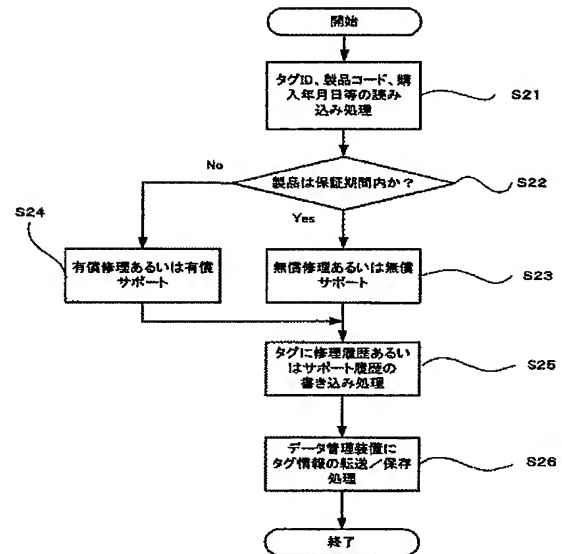 開始
タグID、製品コード、購
入年月日等の読み
込み処理
S21
製品は保証期間内か？
S22
No
Yes
S24
有償修理あるいは有償
サポート
無償修理あるいは無償
サポート
S23
タグに修理履歴あるい
はサポート履歴の
書き込み処理
S25
データ管理装置に
タグ情報の転送／保存
処理
S26
終了